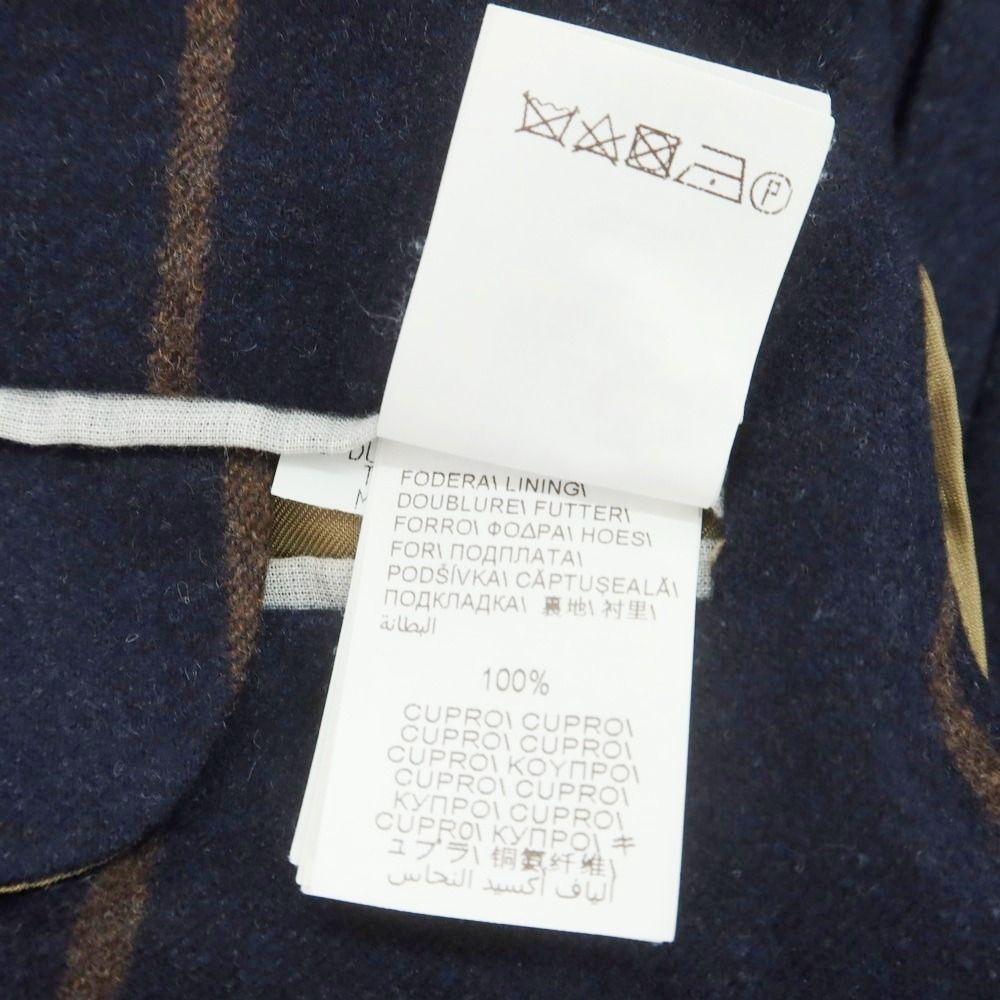 P
DU
T
M
FODERA\ LINING\
DOUBLURE\ FUTTER\
FORRO\ ΦΟΔΡΑ\ HOES\
FOR\ ПОДПЛАТА\
PODŠÍVKA\ CĂPTUŞEALĂ\
ПОДКЛАДКА\ 裏地\ 衬里\
البطانة
100%
CUPRO\ CUPRO\
CUPRO\ CUPRO\
CUPRO\ ΚΟΥΠΡΟ\
CUPRO\ CUPRO\
КУПРО\ CUPRO\
CUPRO\ КУПРО\ キ
ュプラ\ 铜氨纤维\
ألياف أكسيد النحاس